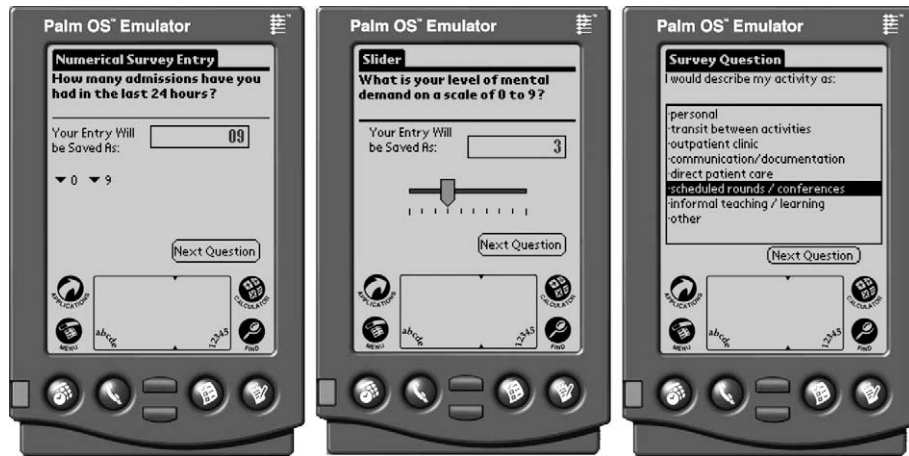 Palm OS™ Emulator
Numerical Survey Entry
How many admissions have you
had in the last 24 hours?
Your Entry Will
be Saved As:
09
0 9
Next Question
APPLICATIONS
CALCULATOR
MENU
FIND
abcde
12345
Palm OS™ Emulator
Slider
What is your level of mental
demand on a scale of 0 to 9?
Your Entry Will
be Saved As:
3
Next Question
APPLICATIONS
CALCULATOR
MENU
FIND
abcde
12345
Palm OS™ Emulator
Survey Question
I would describe my activity as:
·personal
·transit between activities
·outpatient clinic
·communication/documentation
·direct patient care
·scheduled rounds / conferences
·informal teaching / learning
·other
Next Question
APPLICATIONS
CALCULATOR
MENU
FIND
abcde
12345